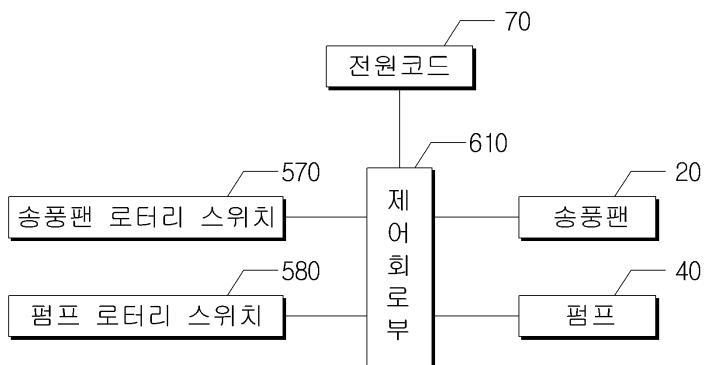 70
전원코드
610
570
송풍팬 로터리 스위치
제어회로부
20
송풍팬
580
펌프 로터리 스위치
40
펌프